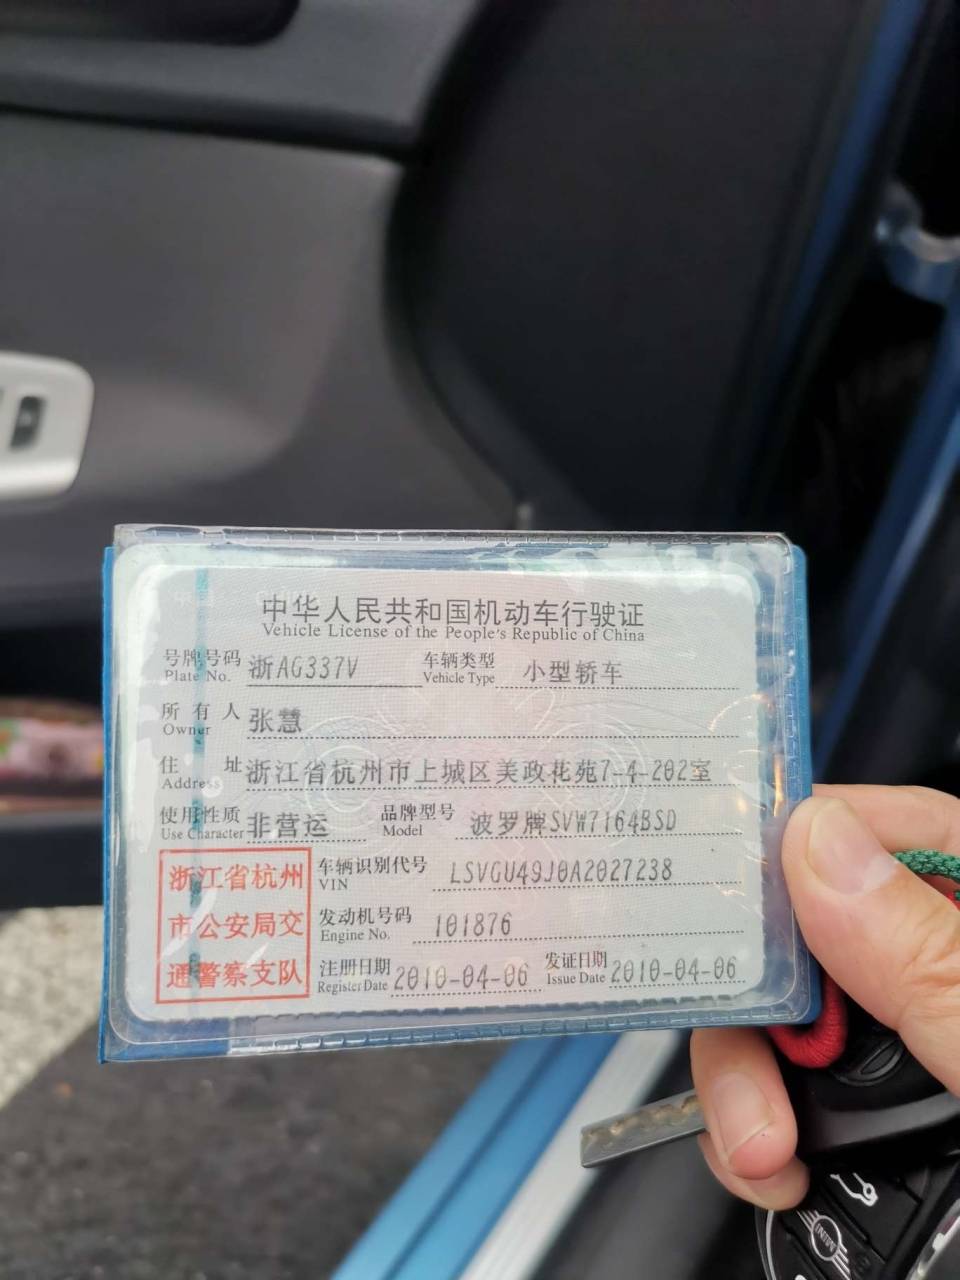 中华人民共和国机动车行驶证
Vehicle License of the People's Republic of China
号牌号码 浙AG337V 车辆类型 小型轿车
Plate No. Vehicle Type
所有人 张慧
Owner
住址 浙江省杭州市上城区美政花苑7-4-202室
Address
使用性质 非营运 品牌型号 波罗牌SVW7164BSD
Use Character Model
浙江省杭州
市公安局交
通警察支队
车辆识别代号 LSVGU49J0A2027238
VIN
发动机号码 101876
Engine No.
注册日期 2010-04-06 发证日期 2010-04-06
Register Date Issue Date
MINI